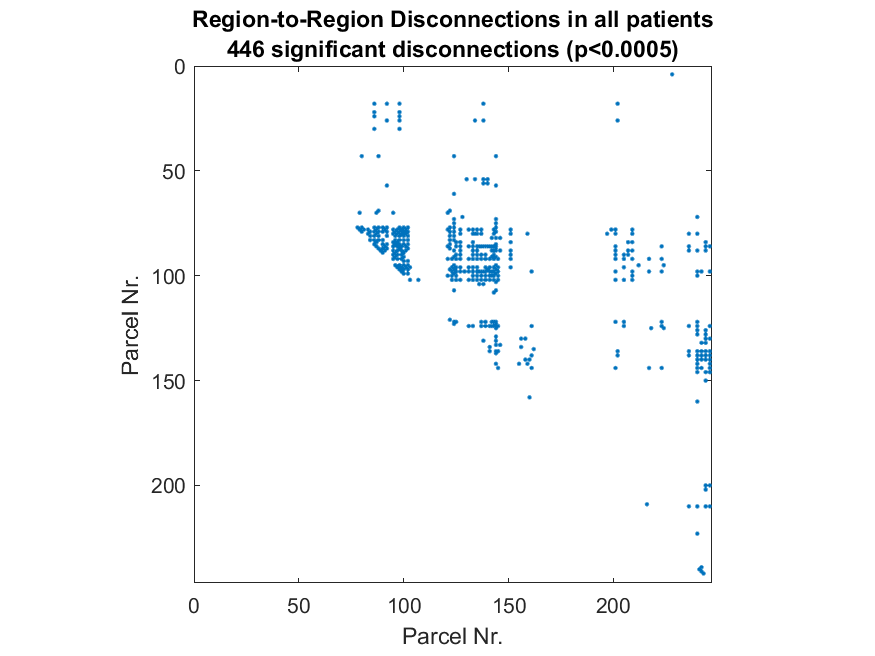 Region-to-Region Disconnections in all patients
446 significant disconnections (p<0.0005)
0
50
100
150
200
Parcel Nr.
0 50 100 150 200
Parcel Nr.